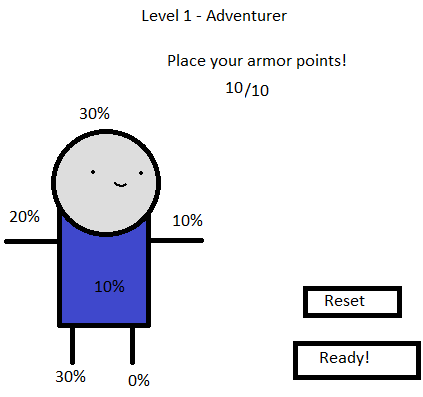 Level 1 - Adventurer
Place your armor points!
10/10
30%
20%
10%
10%
Reset
Ready!
30%
0%